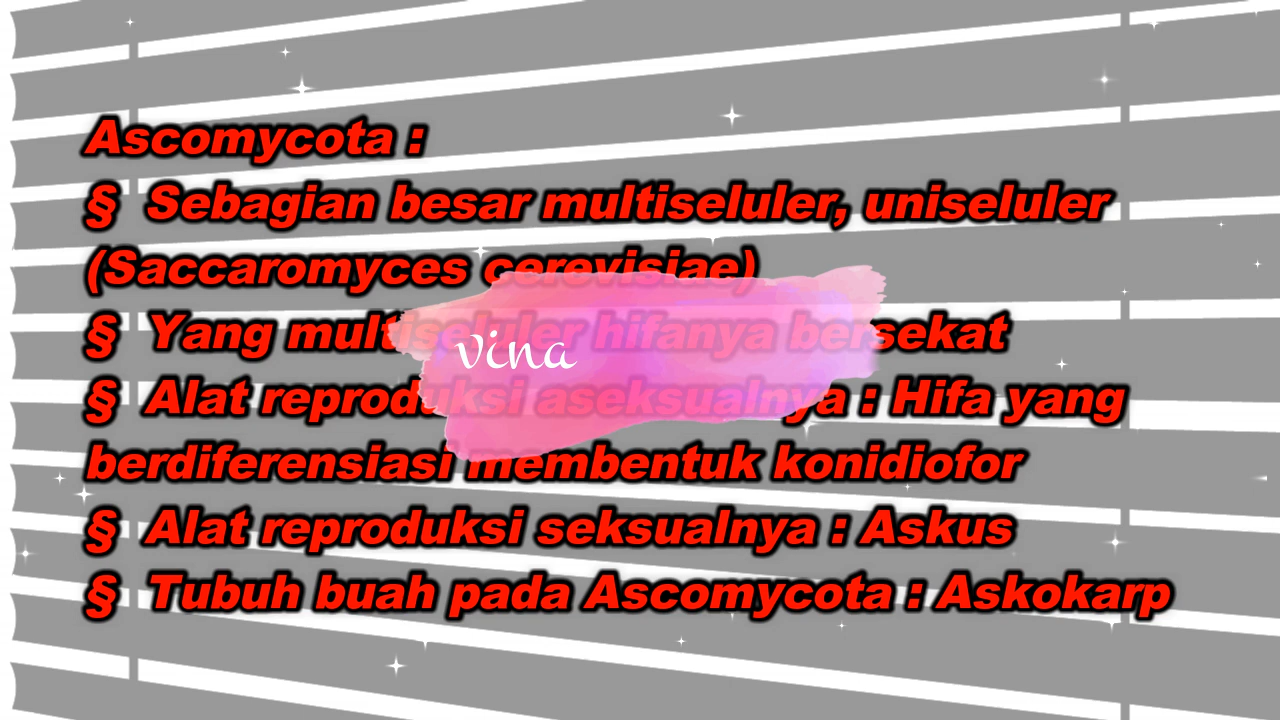 Ascomycota :
§ Sebagian besar multiseluler, uniseluler
(Saccaromyces cerevisiae)
§ Yang multiseluler hifanya bersekat
vina
§ Alat reproduksi aseksualnya : Hifa yang
berdiferensiasi membentuk konidiofor
§ Alat reproduksi seksualnya : Askus
§ Tubuh buah pada Ascomycota : Askokarp